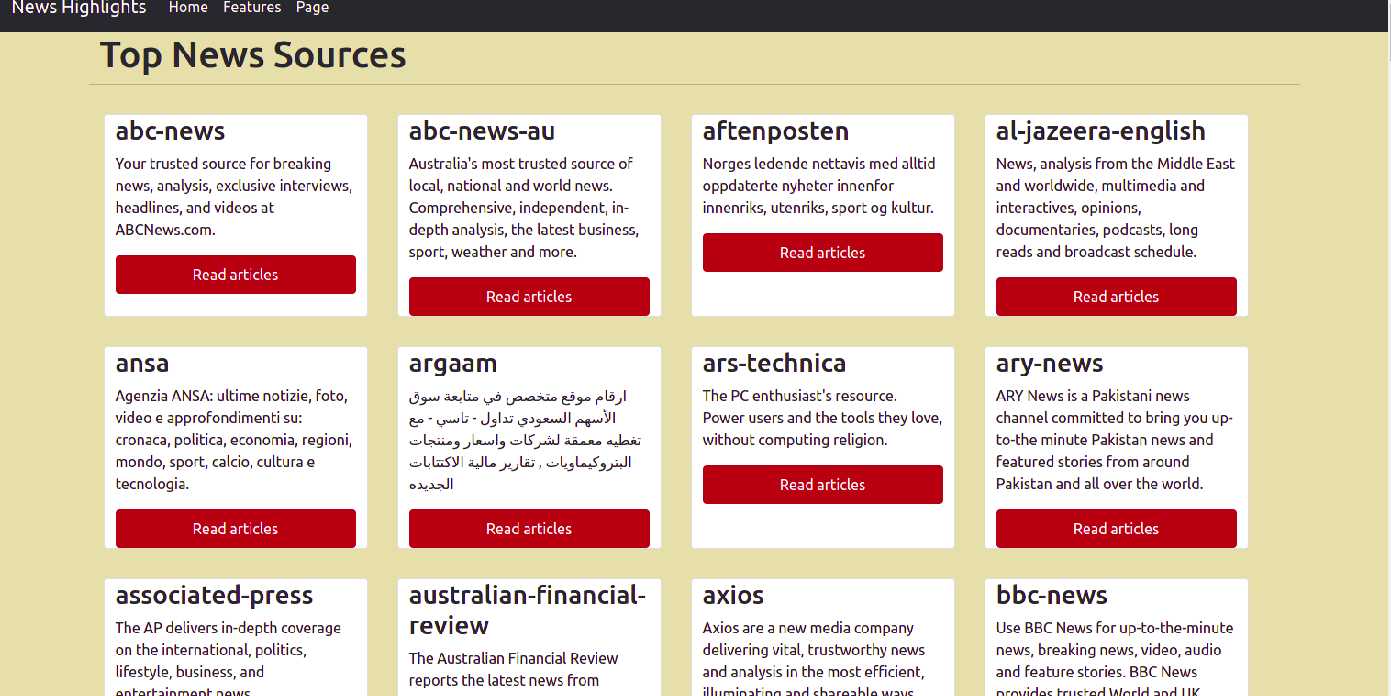 News Highlights Home Features Page
Top News Sources
abc-news
Your trusted source for breaking
news, analysis, exclusive interviews,
headlines, and videos at
ABCNews.com.
Read articles
abc-news-au
Australia's most trusted source of
local, national and world news.
Comprehensive, independent, in-
depth analysis, the latest business,
sport, weather and more.
Read articles
aftenposten
Norges ledende nettavis med alltid
oppdaterte nyheter innenfor
innenriks, utenriks, sport og kultur.
Read articles
al-jazeera-english
News, analysis from the Middle East
and worldwide, multimedia and
interactives, opinions,
documentaries, podcasts, long
reads and broadcast schedule.
Read articles
ansa
Agenzia ANSA: ultime notizie, foto,
video e approfondimenti su:
cronaca, politica, economia, regioni,
mondo, sport, calcio, cultura e
tecnologia.
Read articles
argaam
ارقام موقع متخصص في متابعة سوق
الأسهم السعودي تداول - تاسي - مع
تغطيه معمقة لشركات واسعار ومنتجات
البتروكيماويات , تقارير مالية الاكتتابات
الجديده
Read articles
ars-technica
The PC enthusiast's resource.
Power users and the tools they love,
without computing religion.
Read articles
ary-news
ARY News is a Pakistani news
channel committed to bring you up-
to-the minute Pakistan news and
featured stories from around
Pakistan and all over the world.
Read articles
associated-press
The AP delivers in-depth coverage
on the international, politics,
lifestyle, business, and
entertainment news.
australian-financial-
review
The Australian Financial Review
reports the latest news from
axios
Axios are a new media company
delivering vital, trustworthy news
and analysis in the most efficient,
illuminating and shareable ways
bbc-news
Use BBC News for up-to-the-minute
news, breaking news, video, audio
and feature stories. BBC News
provides trusted World and UK